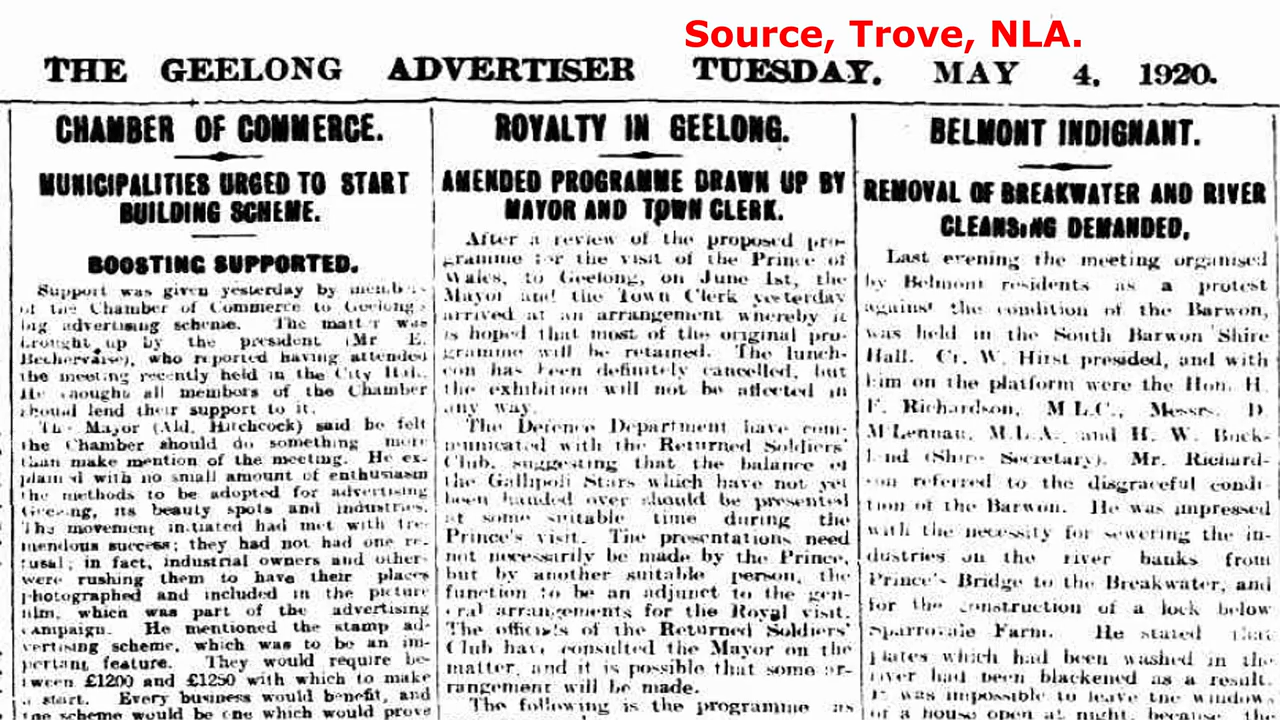 Source, Trove, NLA.
THE GEELONG ADVERTISER TUESDAY. MAY 4, 1920.
CHAMBER OF COMMERCE.
MUNICIPALITIES URGED TO START
BUILDING SCHEME.
BOOSTING SUPPORTED.
Support was given yesterday by
of the Chamber of Commerce to
advertising scheme. The was
brought up by the president (Mr E.
Bechervaise), who reported having attended
the meeting recently held in the City
He thought all members of the Chamber
should lend their support to it.
The Mayor (Ald. Hitchcock) said he felt
the Chamber should do something more
than make mention of the meeting. He ex-
with no small amount of enthusiasm
the methods to be adopted for advertising
its beauty spots and industries.
The movement initiated had met with tre-
mendous success; they had not had one re-
fusal; in fact, industrial owners and
were rushing them to have their places
photographed and included in the picture
film, which was part of the advertising
campaign. He mentioned the stamp ad-
vertising scheme, which was to be an im-
portant feature. They would require be-
tween £1200 and £1250 with which to make
a start. Every business would benefit, and
the scheme would be one which would prove
ROYALTY IN GEELONG.
AMENDED PROGRAMME DRAWN UP BY
MAYOR AND TOWN CLERK.
After a review of the proposed pro-
gramme for the visit of the Prince of
Wales, to Geelong, on June 1st, the
Mayor and the Town Clerk yesterday
arrived at an arrangement whereby it
is hoped that most of the original pro-
gramme will be retained. The lunch-
eon has been definitely cancelled, but
the exhibition will not be affected in
any way.
The Defence Department have com-
municated with the Returned Soldiers'
Club, suggesting that the balance of
the Gallipoli Stars which have not yet
been handed over should be presented
at some suitable time during the
Prince's visit. The presentations need
not necessarily be made by the Prince,
but by another suitable person, the
function to be an adjunct to the gen-
eral arrangements for the Royal visit.
The officials of the Returned Soldiers'
Club have consulted the Mayor on the
matter, and it is possible that some ar-
rangement will be made.
The following is the programme as
BELMONT INDIGNANT.
REMOVAL OF BREAKWATER AND RIVER
CLEANSING DEMANDED.
Last evening the meeting organised
by Belmont residents as a protest
against the condition of the Barwon,
was held in the South Barwon Shire
Hall. Cr. W. Hirst presided, and with
him on the platform were the Hon. H.
F. Richardson, M.L.C., Messrs. D.
M'Lennan, M.L.A. and H. W. Buck-
land (Shire Secretary). Mr. Richard-
son referred to the disgraceful condi-
tion of the Barwon. He was impressed
with the necessity for sewering the in-
dustries on the river banks from
Prince's Bridge to the Breakwater, and
for the construction of a lock below
Sparrovale Farm. He stated that
plates which had been washed in the
river had been blackened as a result.
It was impossible to leave the windows
of a house open at night because the